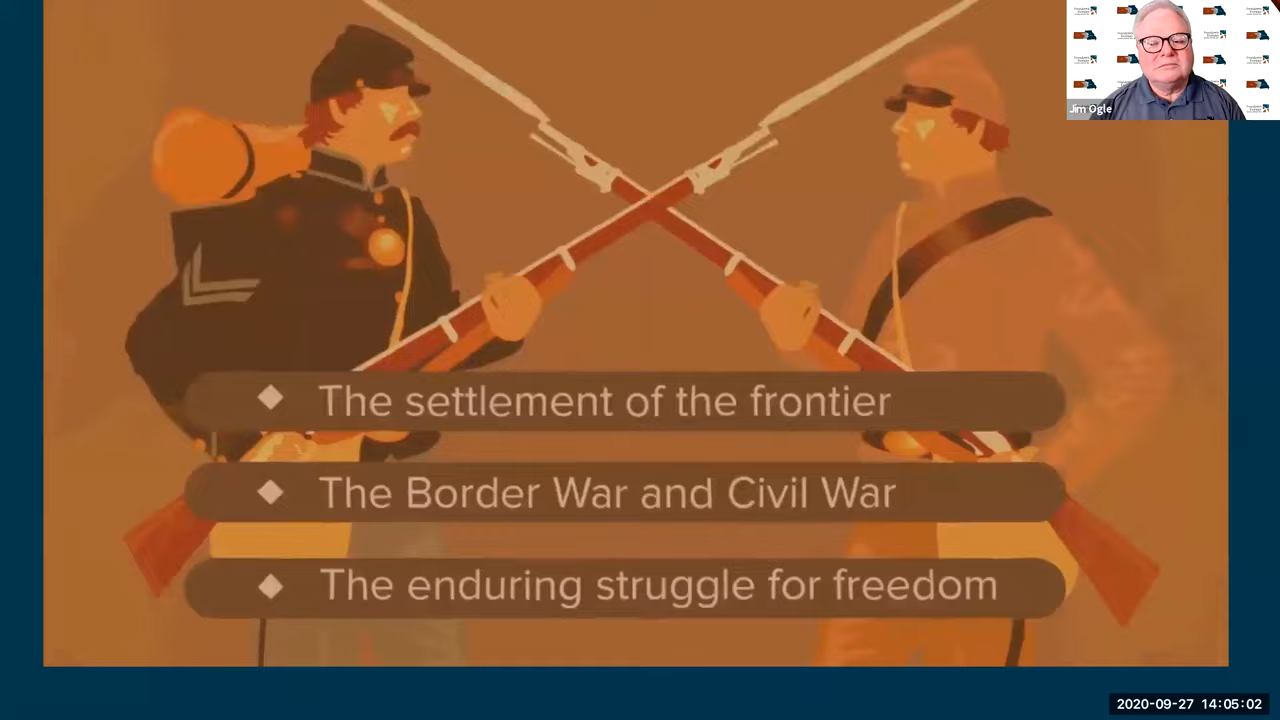 Jim Ogle
The settlement of the frontier
The Border War and Civil War
The enduring struggle for freedom
2020-09-27 14:05:02